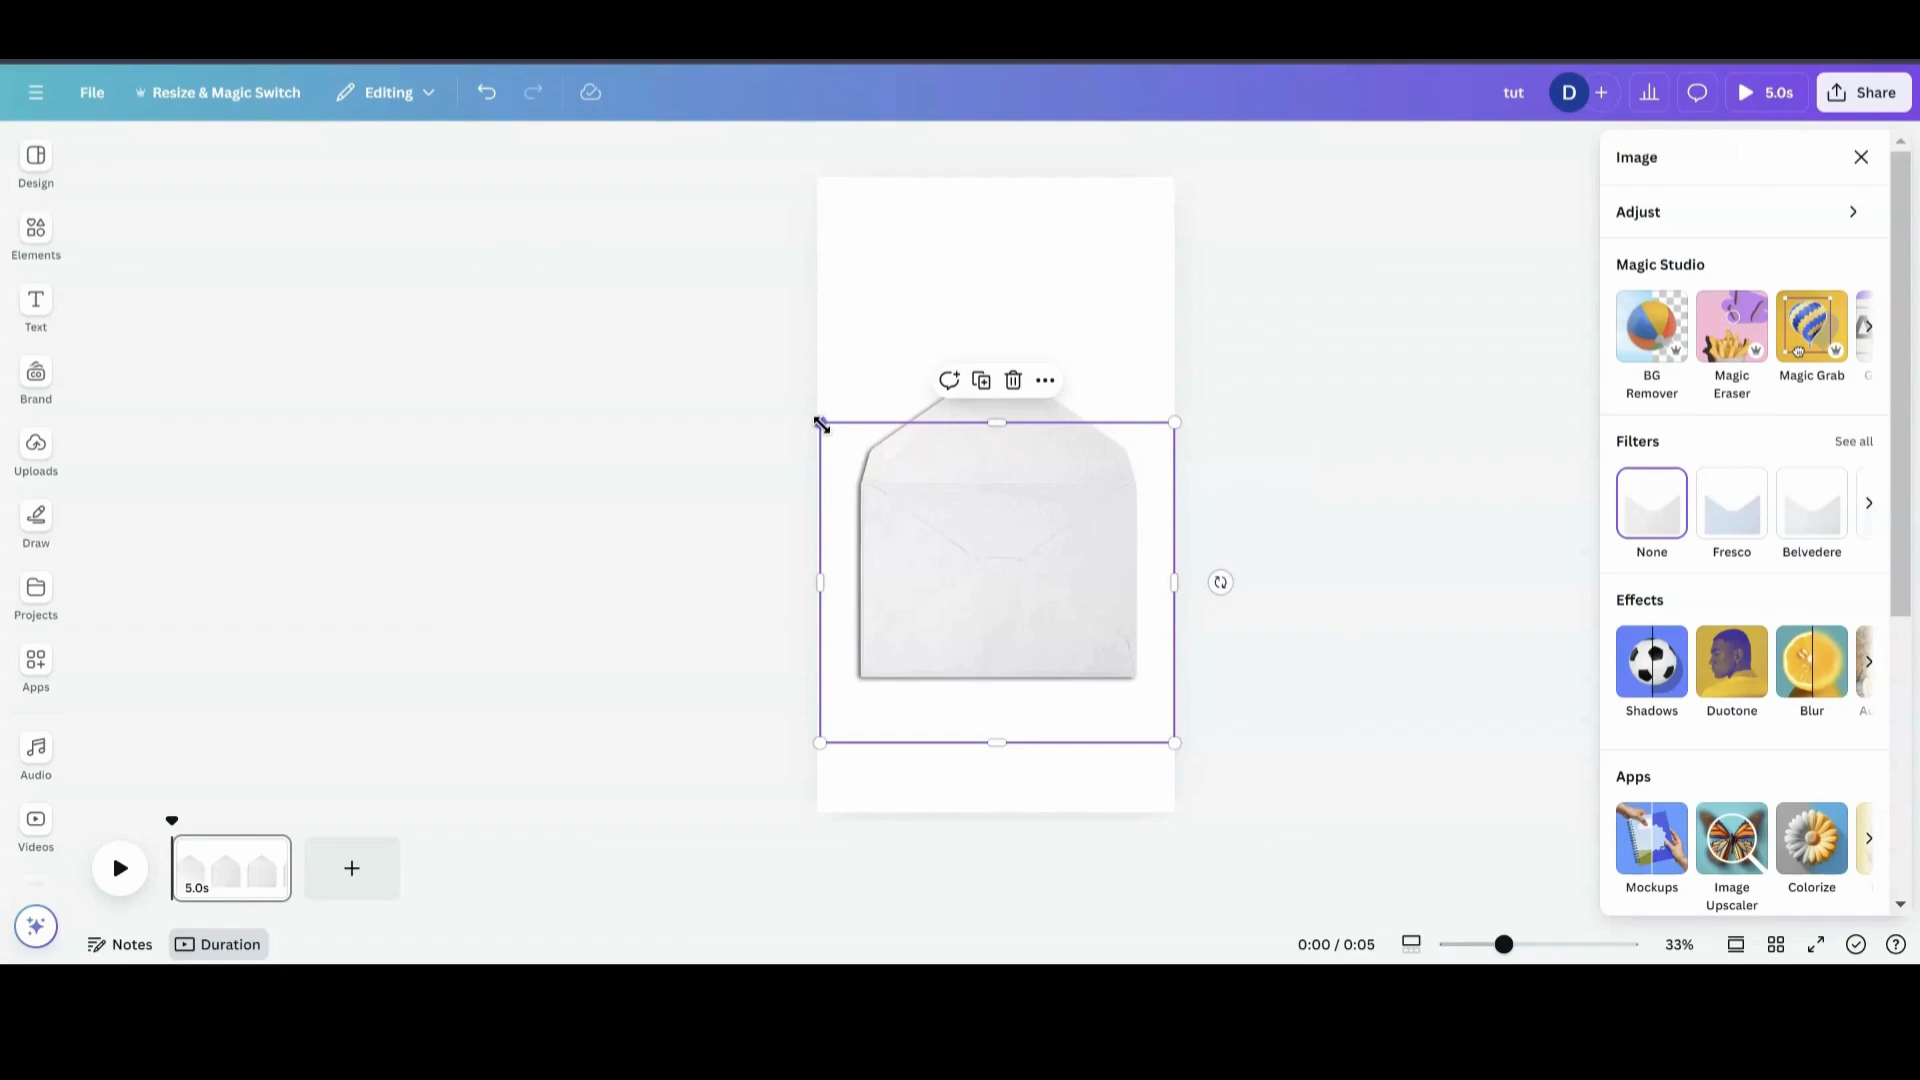 File
Resize & Magic Switch
Editing
tut
D
5.0s
Share
Design
Elements
Text
Brand
Uploads
Draw
Projects
Apps
Audio
Videos
Image
Adjust
Magic Studio
BG Remover
Magic Eraser
Magic Grab
Filters
See all
None
Fresco
Belvedere
Effects
Shadows
Duotone
Blur
Apps
Mockups
Image Upscaler
Colorize
5.0s
Notes
Duration
0:00 / 0:05
33%